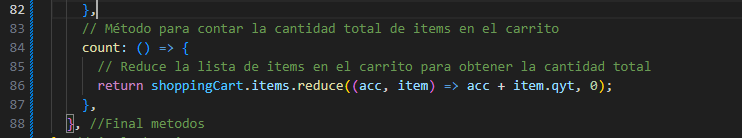 82 },
83 // Método para contar la cantidad total de items en el carrito
84 count: () => {
85 // Reduce la lista de items en el carrito para obtener la cantidad total
86 return shoppingCart.items.reduce((acc, item) => acc + item.qyt, 0);
87 },
88 }, //Final metodos